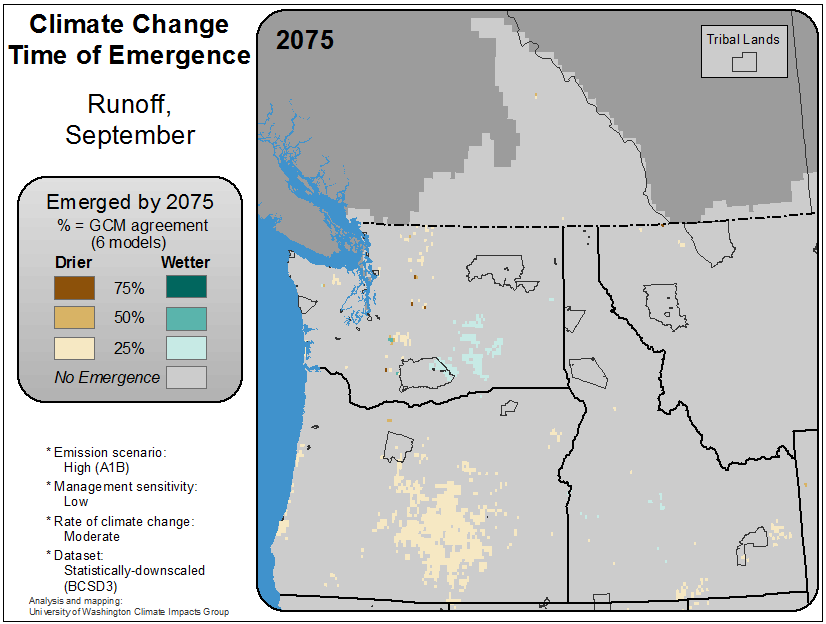 Climate Change
Time of Emergence
Runoff,
September
Emerged by 2075
% = GCM agreement
(6 models)
Drier
Wetter
75%
50%
25%
No Emergence
* Emission scenario:
High (A1B)
* Management sensitivity:
Low
* Rate of climate change:
Moderate
* Dataset:
Statistically-downscaled
(BCSD3)
Analysis and mapping:
University of Washington Climate Impacts Group
2075
Tribal Lands